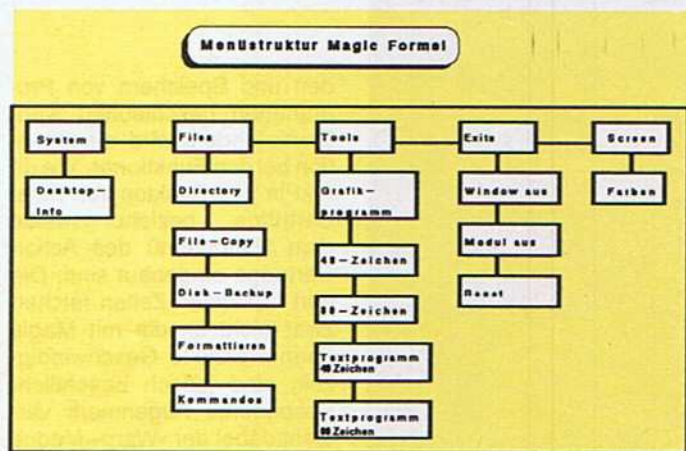 Menüstruktur Magic Formel
System
Files
Tools
Exits
Screen
Desktop-
Info
Directory
File-Copy
Disk-Backup
Formattieren
Kommandos
Grafik-
programm
40-Zeichen
80-Zeichen
Textprogramm
40 Zeichen
Textprogramm
80 Zeichen
Window aus
Modul aus
Reset
Farben